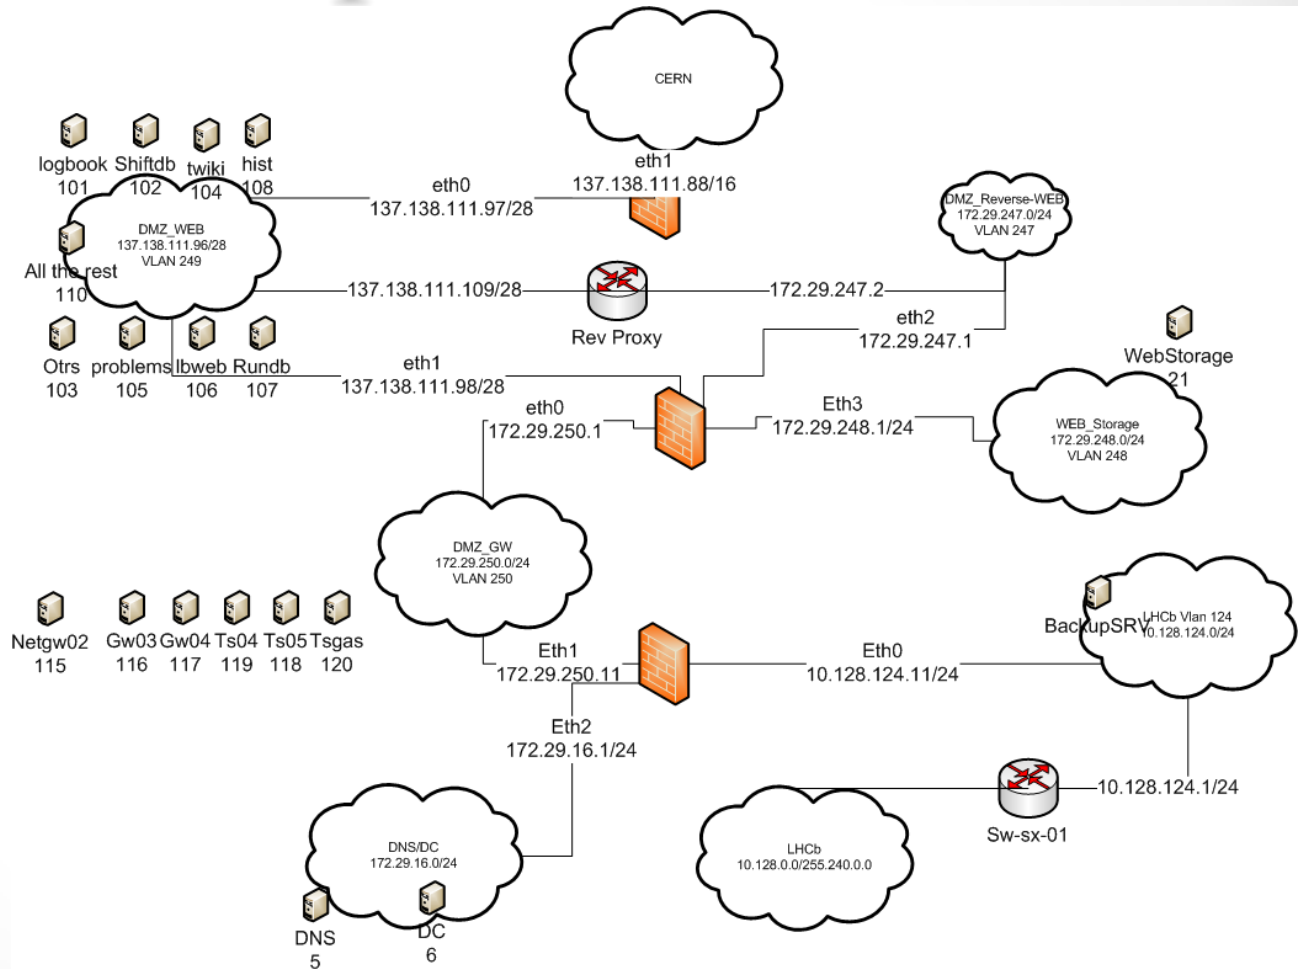 CERN
eth1
137.138.111.88/16
logbook
101
Shiftdb
102
twiki
104
hist
108
eth0
137.138.111.97/28
DMZ_Reverse-WEB
172.29.247.0/24
VLAN 247
DMZ_WEB
137.138.111.96/28
VLAN 249
All the rest
110
137.138.111.109/28
Rev Proxy
172.29.247.2
eth2
172.29.247.1
WebStorage
21
Otrs
103
problems
105
lbweb
106
Rundb
107
eth1
137.138.111.98/28
eth0
172.29.250.1
Eth3
172.29.248.1/24
WEB_Storage
172.29.248.0/24
VLAN 248
DMZ_GW
172.29.250.0/24
VLAN 250
Netgw02
115
Gw03
116
Gw04
117
Ts04
119
Ts05
118
Tsgas
120
BackupSRV
LHCb Vlan 124
10.128.124.0/24
Eth1
172.29.250.11
Eth0
10.128.124.11/24
Eth2
172.29.16.1/24
10.128.124.1/24
Sw-sx-01
DNS/DC
172.29.16.0/24
LHCb
10.128.0.0/255.240.0.0
DNS
5
DC
6